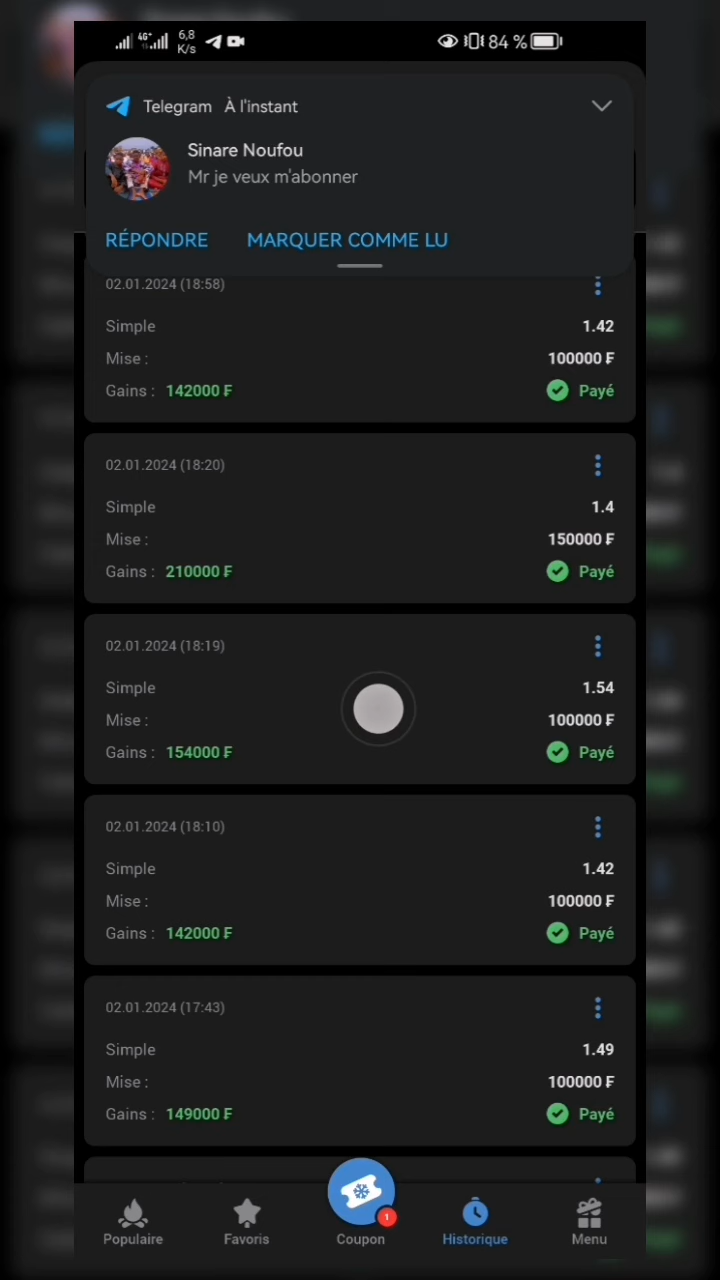 4G+ 6,8 K/s 84 %
Telegram À l'instant
Sinare Noufou
Mr je veux m'abonner
RÉPONDRE MARQUER COMME LU
02.01.2024 (18:58)
Simple 1.42
Mise : 100000 ₣
Gains : 142000 ₣ Payé
02.01.2024 (18:20)
Simple 1.4
Mise : 150000 ₣
Gains : 210000 ₣ Payé
02.01.2024 (18:19)
Simple 1.54
Mise : 100000 ₣
Gains : 154000 ₣ Payé
02.01.2024 (18:10)
Simple 1.42
Mise : 100000 ₣
Gains : 142000 ₣ Payé
02.01.2024 (17:43)
Simple 1.49
Mise : 100000 ₣
Gains : 149000 ₣ Payé
1
Populaire Favoris Coupon Historique Menu